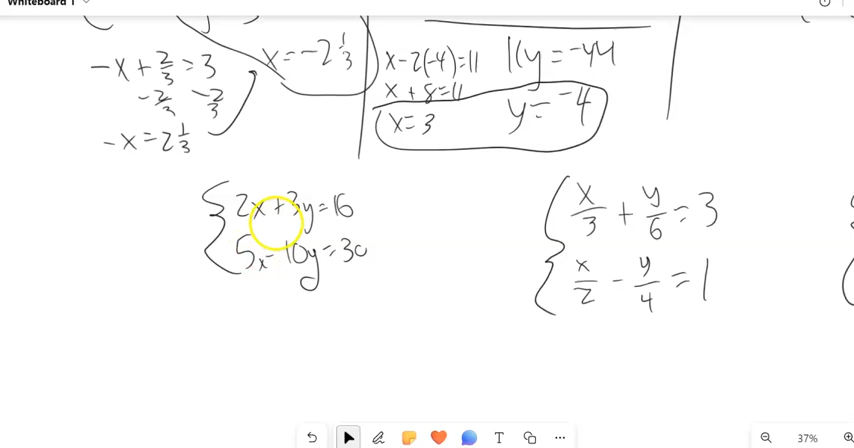 Whiteboard 1
-x + 2/3 = 3
-2/3 -2/3
-x = 2 1/3
x = -2 1/3
x-2(-4)=11
x + 8 = 11
x = 3
11y = -44
y = -4
2x + 3y = 16
5x - 10y = 30
x/3 + y/6 = 3
x/2 - y/4 = 1
T
37%